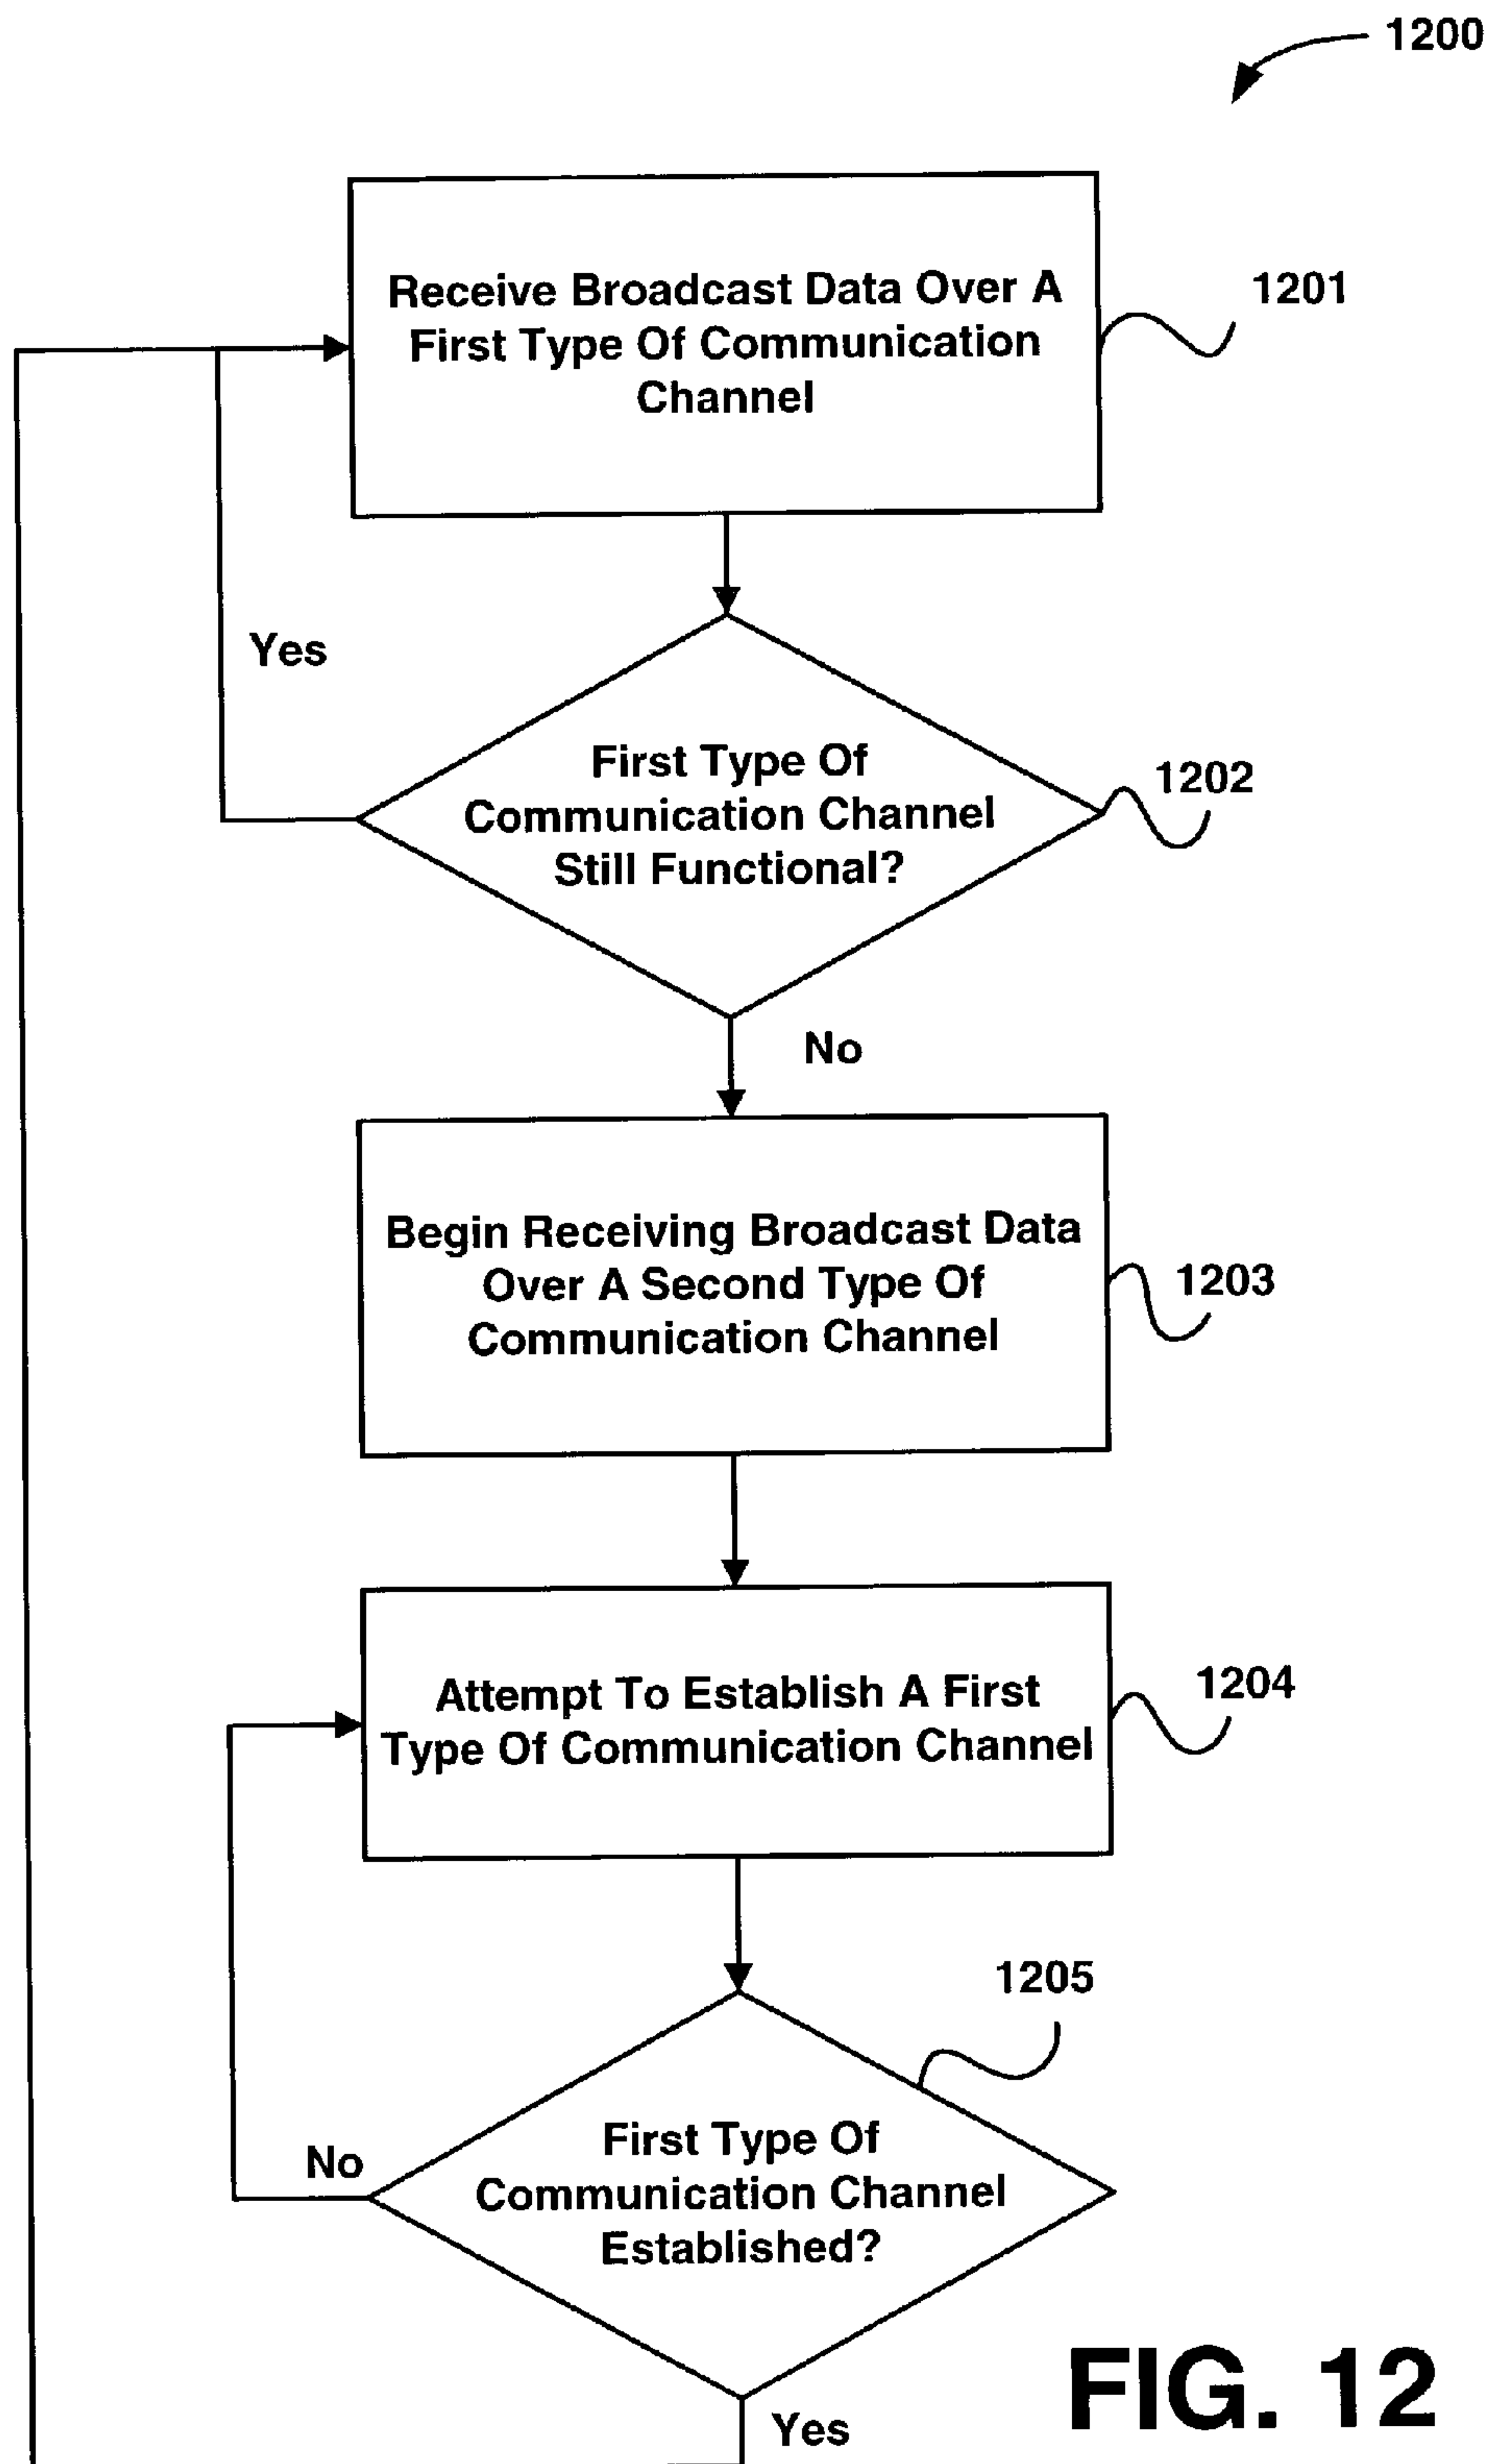 1200
Receive Broadcast Data Over A
First Type Of Communication
Channel
1201
Yes
First Type Of
Communication Channel
Still Functional?
1202
No
Begin Receiving Broadcast Data
Over A Second Type Of
Communication Channel
1203
Attempt To Establish A First
Type Of Communication Channel
1204
1205
First Type Of
Communication Channel
Established?
No
Yes
FIG. 12